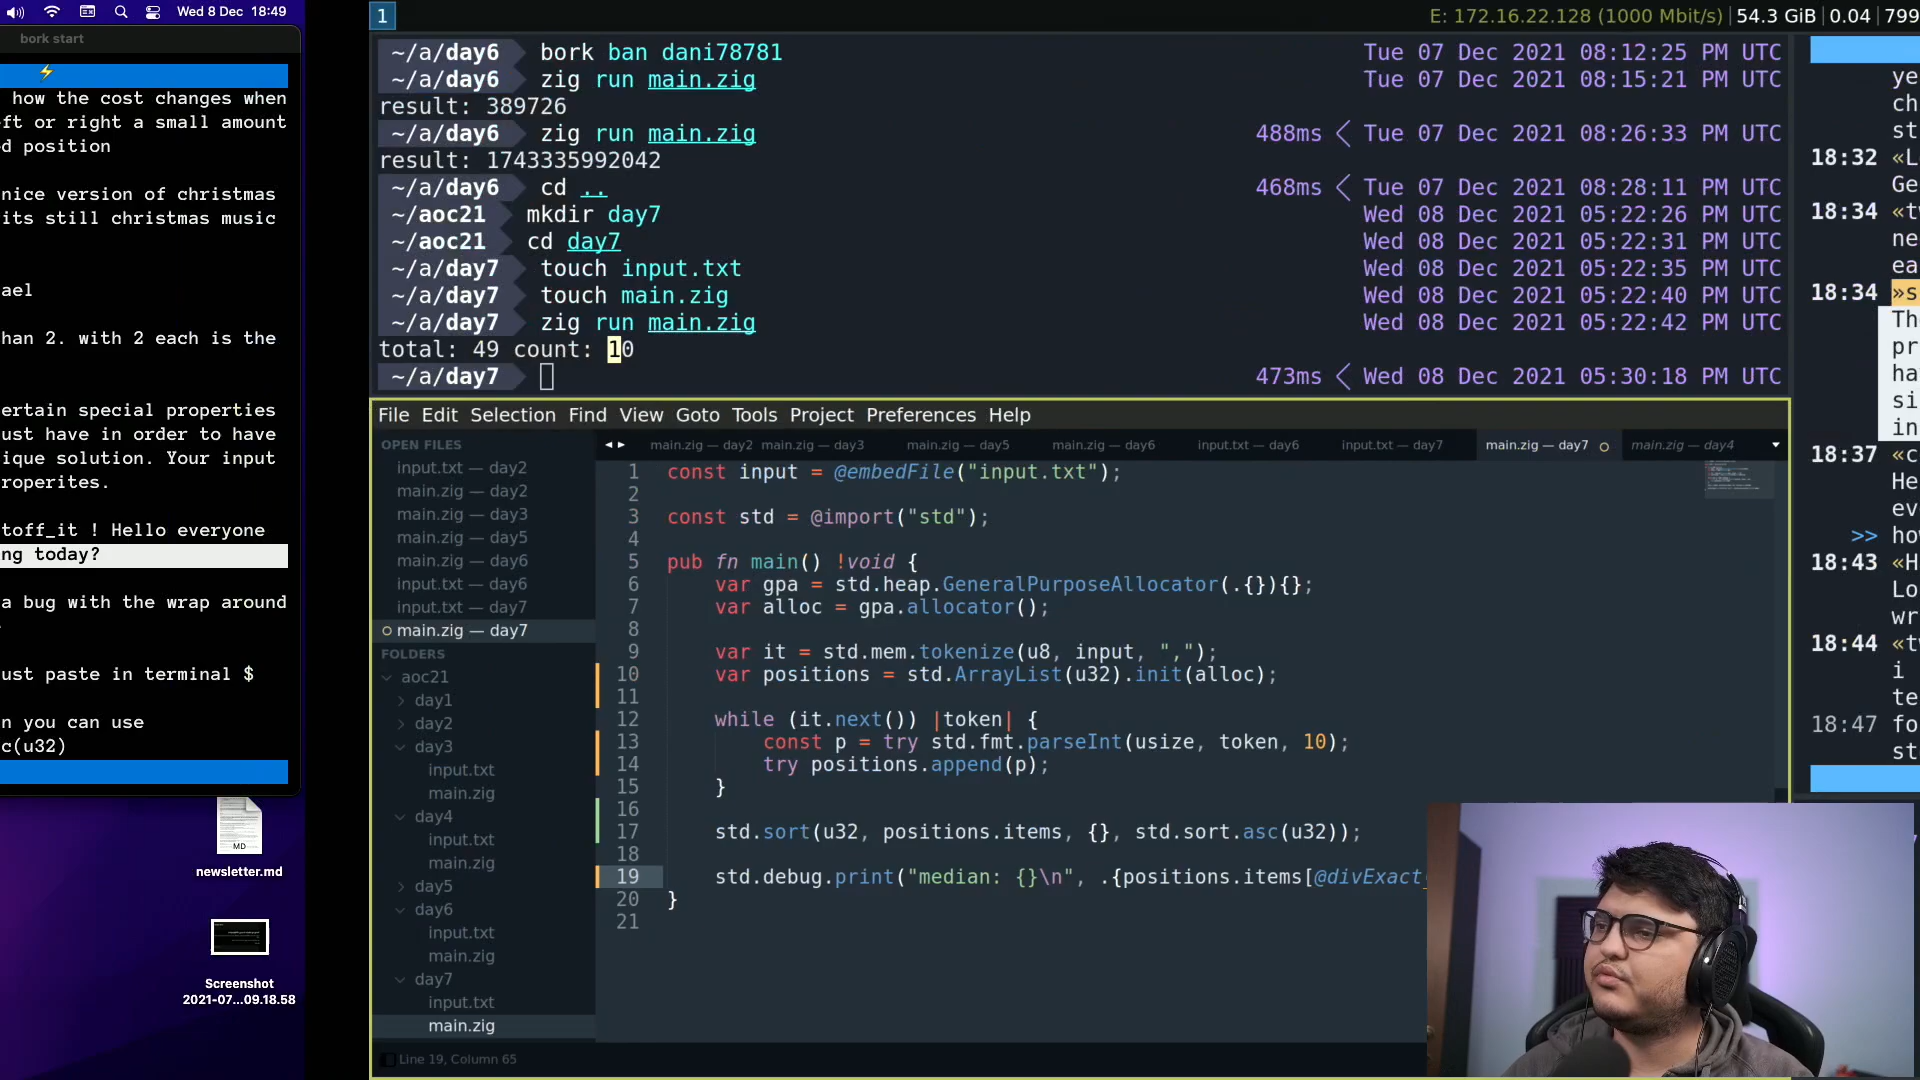 Wed 8 Dec 18:49
bork start
how the cost changes when
ft or right a small amount
d position
nice version of christmas
its still christmas music
ael
han 2. with 2 each is the
ertain special properties
ust have in order to have
ique solution. Your input
roperites.
toff_it ! Hello everyone
ng today?
a bug with the wrap around
ust paste in terminal $
n you can use
c(u32)
MD
newsletter.md
Screenshot
2021-07...09.18.58
1
E: 172.16.22.128 (1000 Mbit/s) 54.3 GiB 0.04 799
~/a/day6 bork ban dani78781 Tue 07 Dec 2021 08:12:25 PM UTC
~/a/day6 zig run main.zig Tue 07 Dec 2021 08:15:21 PM UTC
result: 389726
~/a/day6 zig run main.zig 488ms Tue 07 Dec 2021 08:26:33 PM UTC
result: 1743335992042
~/a/day6 cd .. 468ms Tue 07 Dec 2021 08:28:11 PM UTC
~/aoc21 mkdir day7 Wed 08 Dec 2021 05:22:26 PM UTC
~/aoc21 cd day7 Wed 08 Dec 2021 05:22:31 PM UTC
~/a/day7 touch input.txt Wed 08 Dec 2021 05:22:35 PM UTC
~/a/day7 touch main.zig Wed 08 Dec 2021 05:22:40 PM UTC
~/a/day7 zig run main.zig Wed 08 Dec 2021 05:22:42 PM UTC
total: 49 count: 10
~/a/day7 473ms Wed 08 Dec 2021 05:30:18 PM UTC
File Edit Selection Find View Goto Tools Project Preferences Help
OPEN FILES
input.txt — day2
main.zig — day2
main.zig — day3
main.zig — day5
main.zig — day6
input.txt — day6
input.txt — day7
main.zig — day7
FOLDERS
aoc21
day1
day2
day3
input.txt
main.zig
day4
input.txt
main.zig
day5
day6
input.txt
main.zig
day7
input.txt
main.zig
main.zig — day2 main.zig — day3 main.zig — day5 main.zig — day6 input.txt — day6 input.txt — day7 main.zig — day7 main.zig — day4
1 const input = @embedFile("input.txt");
2
3 const std = @import("std");
4
5 pub fn main() !void {
6 var gpa = std.heap.GeneralPurposeAllocator(.{}){};
7 var alloc = gpa.allocator();
8
9 var it = std.mem.tokenize(u8, input, ",");
10 var positions = std.ArrayList(u32).init(alloc);
11
12 while (it.next()) |token| {
13 const p = try std.fmt.parseInt(usize, token, 10);
14 try positions.append(p);
15 }
16
17 std.sort(u32, positions.items, {}, std.sort.asc(u32));
18
19 std.debug.print("median: {}\n", .{positions.items[@divExact
20 }
21
Line 19, Column 65
ye
ch
st
18:32 «L
Ge
18:34 «t
ne
ea
18:34 »s
Th
pr
ha
si
in
18:37 «c
He
ev
>> ho
18:43 «H
Lo
wr
18:44 «t
i
te
18:47 fo
st